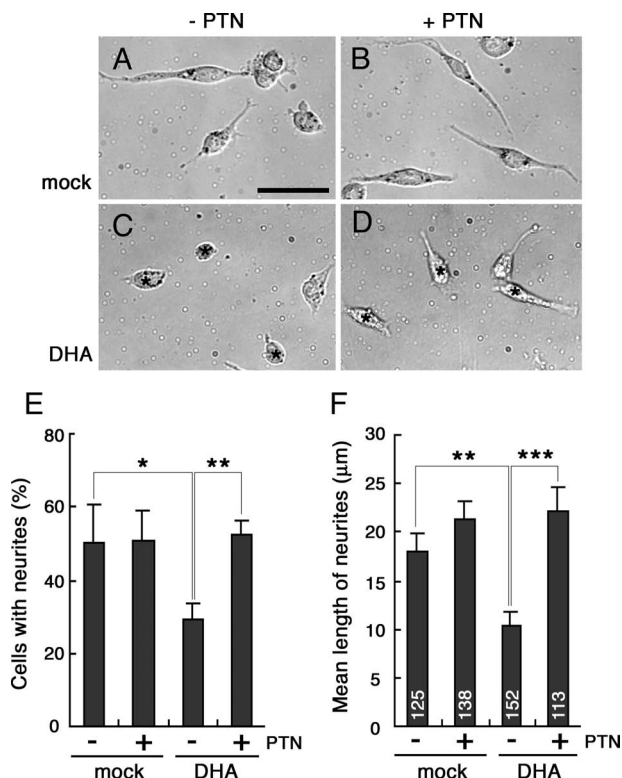 - PTN + PTN
A B
mock
C D
DHA
* * *
* * *
E F
* **
** ***
Cells with neurites (%)
80
60
40
20
0
Mean length of neurites (μm)
30
25
20
15
10
5
0
125 138 152 113
- + - + PTN
mock DHA
- + - + PTN
mock DHA